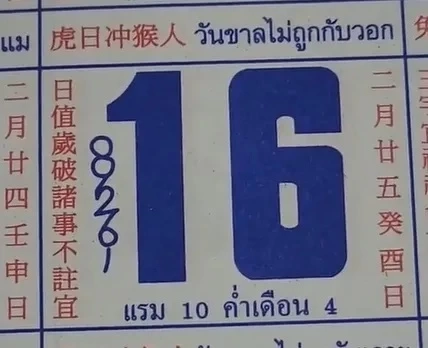 แม
虎日冲猴人 วันขาลไม่ถูกกับวอก
二月廿四壬申日
日值歲破諸事不註宜
16
二月廿五癸酉日
แรม 10 ค่ำเดือน 4